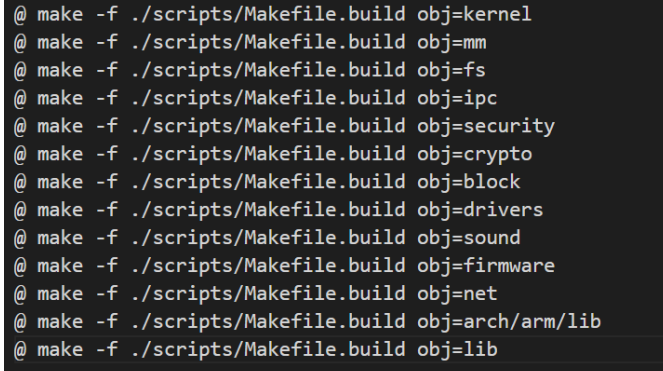 @ make -f ./scripts/Makefile.build obj=kernel
@ make -f ./scripts/Makefile.build obj=mm
@ make -f ./scripts/Makefile.build obj=fs
@ make -f ./scripts/Makefile.build obj=ipc
@ make -f ./scripts/Makefile.build obj=security
@ make -f ./scripts/Makefile.build obj=crypto
@ make -f ./scripts/Makefile.build obj=block
@ make -f ./scripts/Makefile.build obj=drivers
@ make -f ./scripts/Makefile.build obj=sound
@ make -f ./scripts/Makefile.build obj=firmware
@ make -f ./scripts/Makefile.build obj=net
@ make -f ./scripts/Makefile.build obj=arch/arm/lib
@ make -f ./scripts/Makefile.build obj=lib